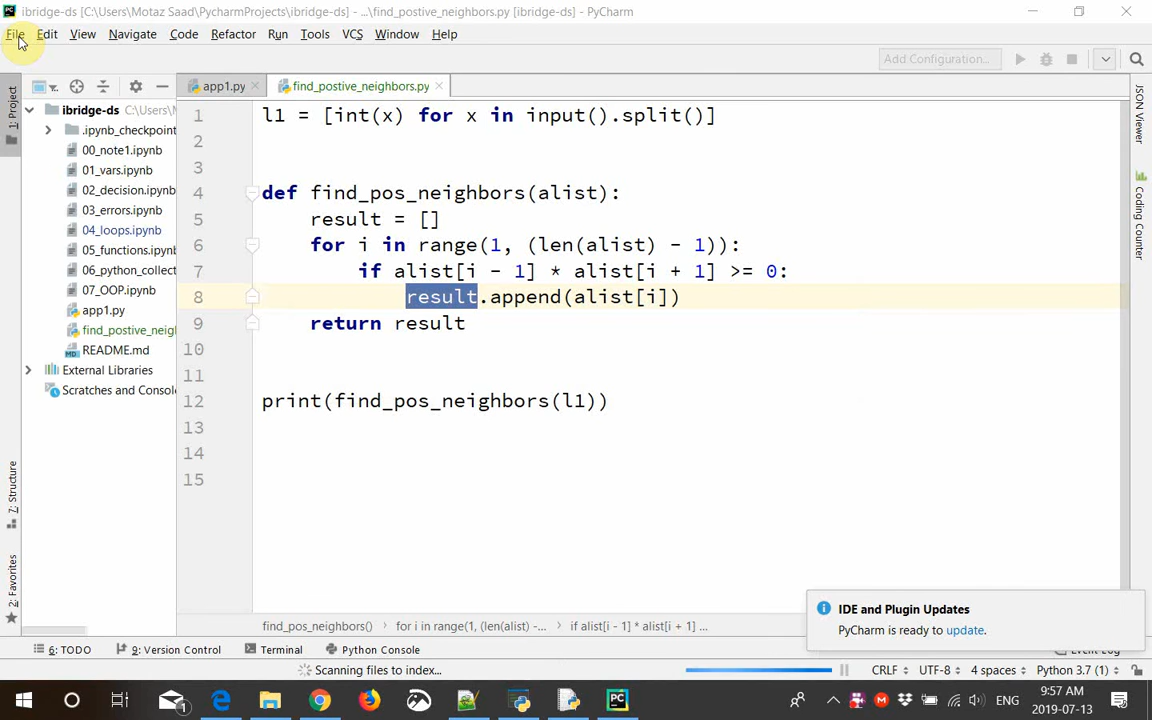 ibridge-ds [C:\Users\Motaz Saad\PycharmProjects\ibridge-ds] - ...\find_postive_neighbors.py [ibridge-ds] - PyCharm
File Edit View Navigate Code Refactor Run Tools VCS Window Help
Add Configuration...
1: Project
app1.py
find_postive_neighbors.py
JSON Viewer
Coding Counter
ibridge-ds C:\Users\
.ipynb_checkpoint
00_note1.ipynb
01_vars.ipynb
02_decision.ipynb
03_errors.ipynb
04_loops.ipynb
05_functions.ipynb
06_python_collect
07_OOP.ipynb
app1.py
find_postive_neig
README.md
External Libraries
Scratches and Console
7: Structure
2: Favorites
1 l1 = [int(x) for x in input().split()]
2
3
4 def find_pos_neighbors(alist):
5 result = []
6 for i in range(1, (len(alist) - 1)):
7 if alist[i - 1] * alist[i + 1] >= 0:
8 result.append(alist[i])
9 return result
10
11
12 print(find_pos_neighbors(l1))
13
14
15
find_pos_neighbors() for i in range(1, (len(alist) -... if alist[i - 1] * alist[i + 1] ...
IDE and Plugin Updates
PyCharm is ready to update.
6: TODO 9: Version Control Terminal Python Console Event Log
Scanning files to index... CRLF UTF-8 4 spaces Python 3.7 (1)
1
ENG
9:57 AM
2019-07-13